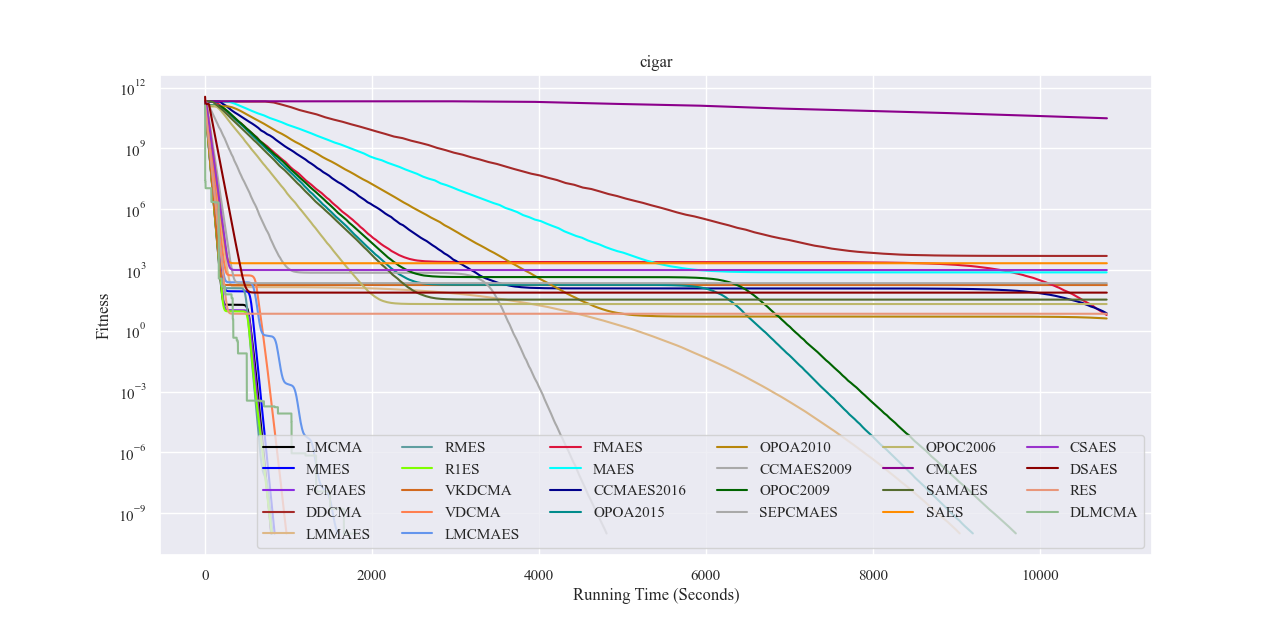 cigar
Fitness
10^12
10^9
10^6
10^3
10^0
10^−3
10^−6
10^−9
LMCMA RMES FMAES OPOA2010 OPOC2006 CSAES
MMES R1ES MAES CCMAES2009 CMAES DSAES
FCMAES VKDCMA CCMAES2016 OPOC2009 SAMAES RES
DDCMA VDCMA OPOA2015 SEPCMAES SAES DLMCMA
LMMAES LMCMAES
0 2000 4000 6000 8000 10000
Running Time (Seconds)